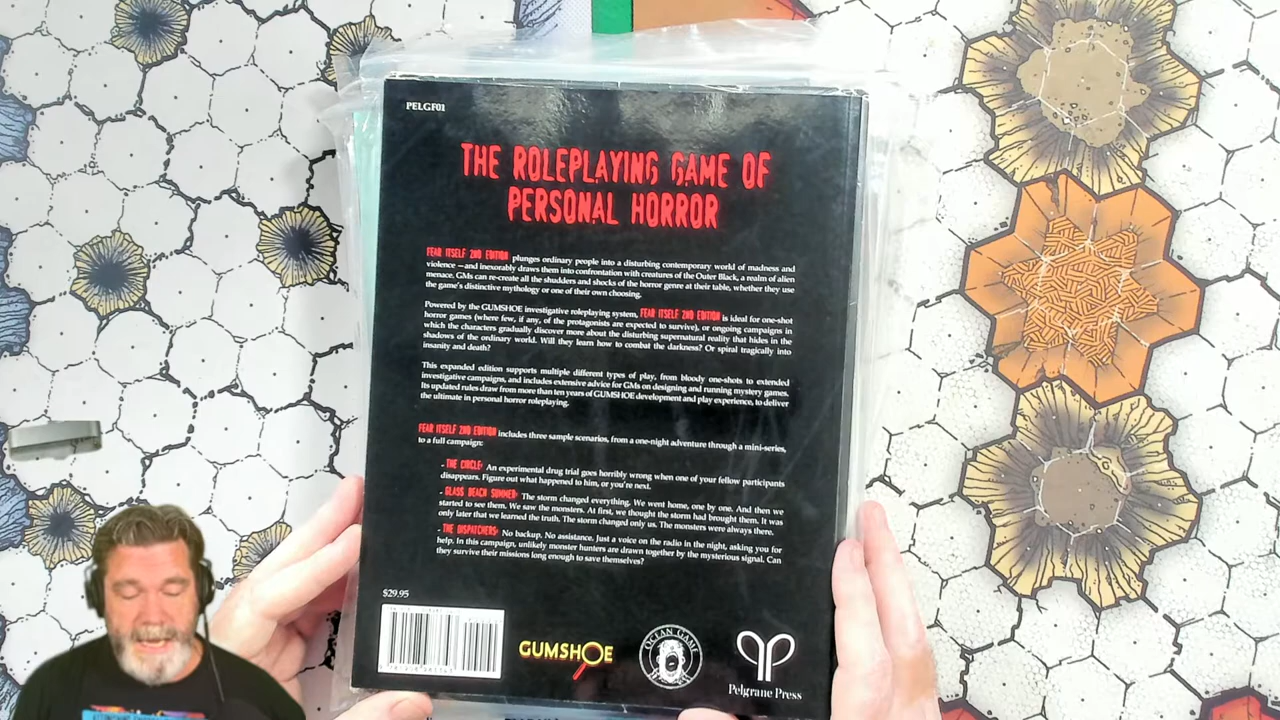 PELGF01
THE ROLEPLAYING GAME OF
PERSONAL HORROR
FEAR ITSELF 2ND EDITION plunges ordinary people into a disturbing contemporary world of madness and
violence—and inexorably draws them into confrontation with creatures of the Outer Black, a realm of alien
menace. GMs can re-create all the shudders and shocks of the horror genre at their table, whether they use
the game's distinctive mythology or one of their own choosing.
Powered by the GUMSHOE investigative roleplaying system, FEAR ITSELF 2ND EDITION is ideal for one-shot
horror games (where few, if any, of the protagonists are expected to survive), or ongoing campaigns in
which the characters gradually discover more about the disturbing supernatural reality that hides in the
shadows of the ordinary world. Will they learn how to combat the darkness? Or spiral tragically into
insanity and death?
This expanded edition supports multiple different types of play, from bloody one-shots to extended
investigative campaigns, and includes extensive advice for GMs on designing and running mystery games.
Its updated rules draw from more than ten years of GUMSHOE development and play experience, to deliver
the ultimate in personal horror roleplaying.
FEAR ITSELF 2ND EDITION includes three sample scenarios, from a one-night adventure through a mini-series,
to a full campaign:
- THE CIRCLE: An experimental drug trial goes horribly wrong when one of your fellow participants
disappears. Figure out what happened to him, or you're next.
- GLASS BEACH SUMMER: The storm changed everything. We went home, one by one. And then we
started to see them. We saw the monsters. At first, we thought the storm had brought them. It was
only later that we learned the truth. The storm changed only us. The monsters were always there.
- THE DISPATCHERS: No backup. No assistance. Just a voice on the radio in the night, asking you for
help. In this campaign, unlikely monster hunters are drawn together by the mysterious signal. Can
they survive their missions long enough to save themselves?
$29.95
GUMSHOE
OCEAN GAME
Pelgrane Press